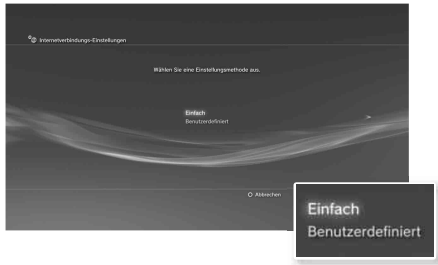 Internetverbindungs-Einstellungen
Wählen Sie eine Einstellungsmethode aus.
Einfach
Benutzerdefiniert
Abbrechen
Einfach
Benutzerdefiniert